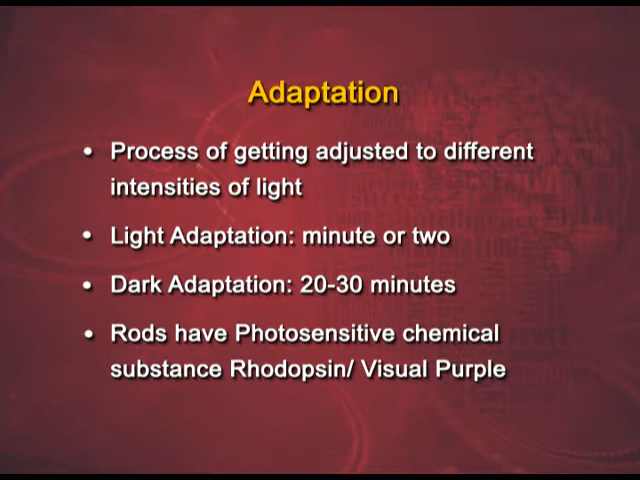 Adaptation
• Process of getting adjusted to different
intensities of light
• Light Adaptation: minute or two
• Dark Adaptation: 20-30 minutes
• Rods have Photosensitive chemical
substance Rhodopsin/ Visual Purple